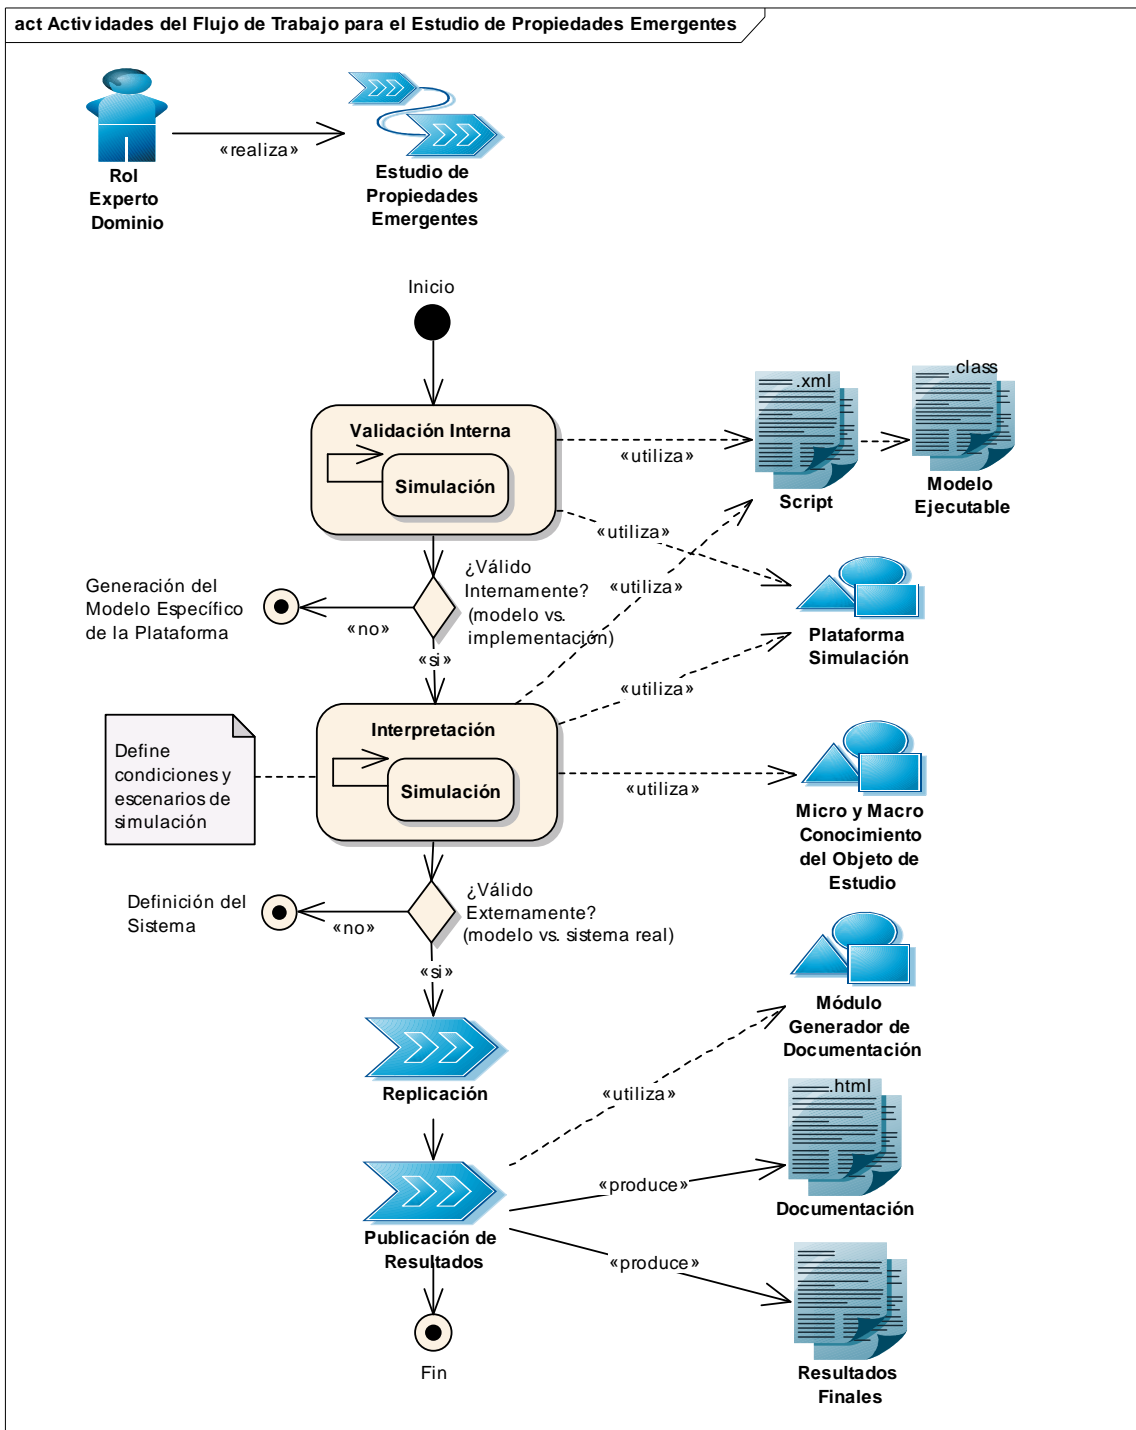 act Actividades del Flujo de Trabajo para el Estudio de Propiedades Emergentes
«realiza»
Rol
Experto
Dominio
Estudio de
Propiedades
Emergentes
Inicio
Validación Interna
Simulación
«utiliza»
.xml
Script
.class
Modelo
Ejecutable
«utiliza»
«utiliza»
Plataforma
Simulación
¿Válido
Internamente?
(modelo vs.
implementación)
Generación del
Modelo Específico
de la Plataforma
«no»
«si»
«utiliza»
Interpretación
Simulación
Define
condiciones y
escenarios de
simulación
«utiliza»
Micro y Macro
Conocimiento
del Objeto de
Estudio
¿Válido
Externamente?
(modelo vs. sistema real)
Definición del
Sistema
«no»
«si»
Módulo
Generador de
Documentación
Replicación
«utiliza»
.html
Documentación
Publicación de
Resultados
«produce»
«produce»
Resultados
Finales
Fin